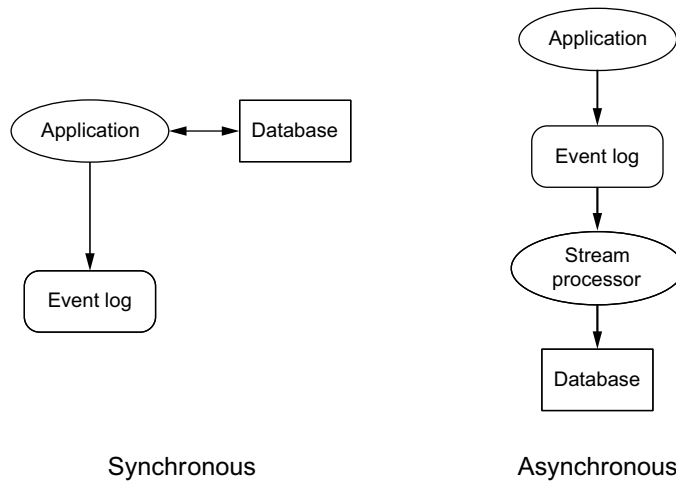 Application
Database
Event log
Synchronous
Application
Event log
Stream
processor
Database
Asynchronous